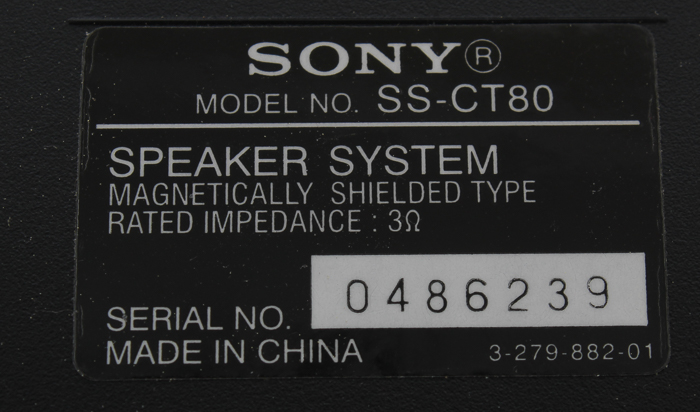 SONY®
MODEL NO. SS-CT80
SPEAKER SYSTEM
MAGNETICALLY SHIELDED TYPE
RATED IMPEDANCE : 3Ω
SERIAL NO. 0486239
MADE IN CHINA 3-279-882-01